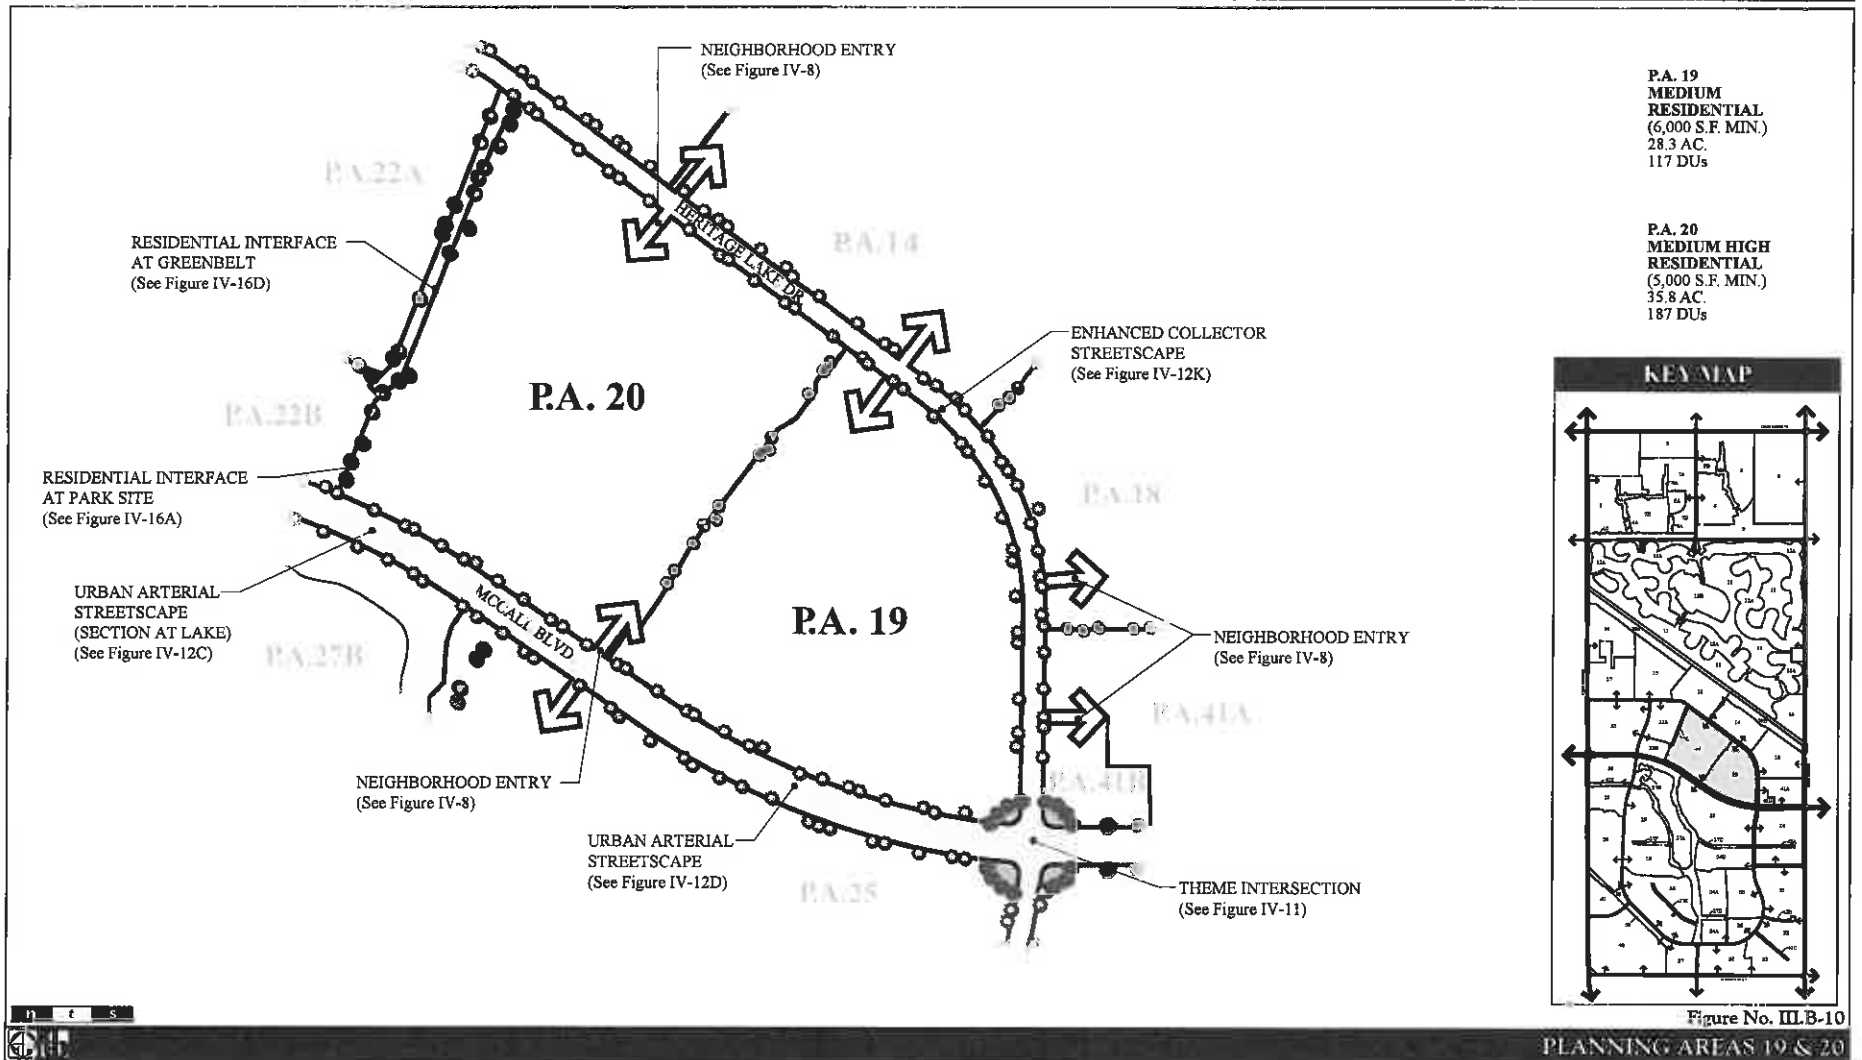 NEIGHBORHOOD ENTRY
(See Figure IV-8)
P.A. 19
MEDIUM
RESIDENTIAL
(6,000 S.F. MIN.)
28.3 AC.
117 DUs
P.A. 20
MEDIUM HIGH
RESIDENTIAL
(5,000 S.F. MIN.)
35.8 AC.
187 DUs
P.A.22A
RESIDENTIAL INTERFACE
AT GREENBELT
(See Figure IV-16D)
HERITAGE LAKE DR.
P.A.14
ENHANCED COLLECTOR
STREETSCAPE
(See Figure IV-12K)
P.A. 20
P.A.22B
RESIDENTIAL INTERFACE
AT PARK SITE
(See Figure IV-16A)
P.A.18
URBAN ARTERIAL
STREETSCAPE
(SECTION AT LAKE)
(See Figure IV-12C)
MCCALL BLVD
P.A. 19
P.A.27B
NEIGHBORHOOD ENTRY
(See Figure IV-8)
P.A.41A
P.A.41B
NEIGHBORHOOD ENTRY
(See Figure IV-8)
URBAN ARTERIAL
STREETSCAPE
(See Figure IV-12D)
P.A.25
THEME INTERSECTION
(See Figure IV-11)
KEY MAP
n t s
Figure No. III.B-10
PLANNING AREAS 19 & 20